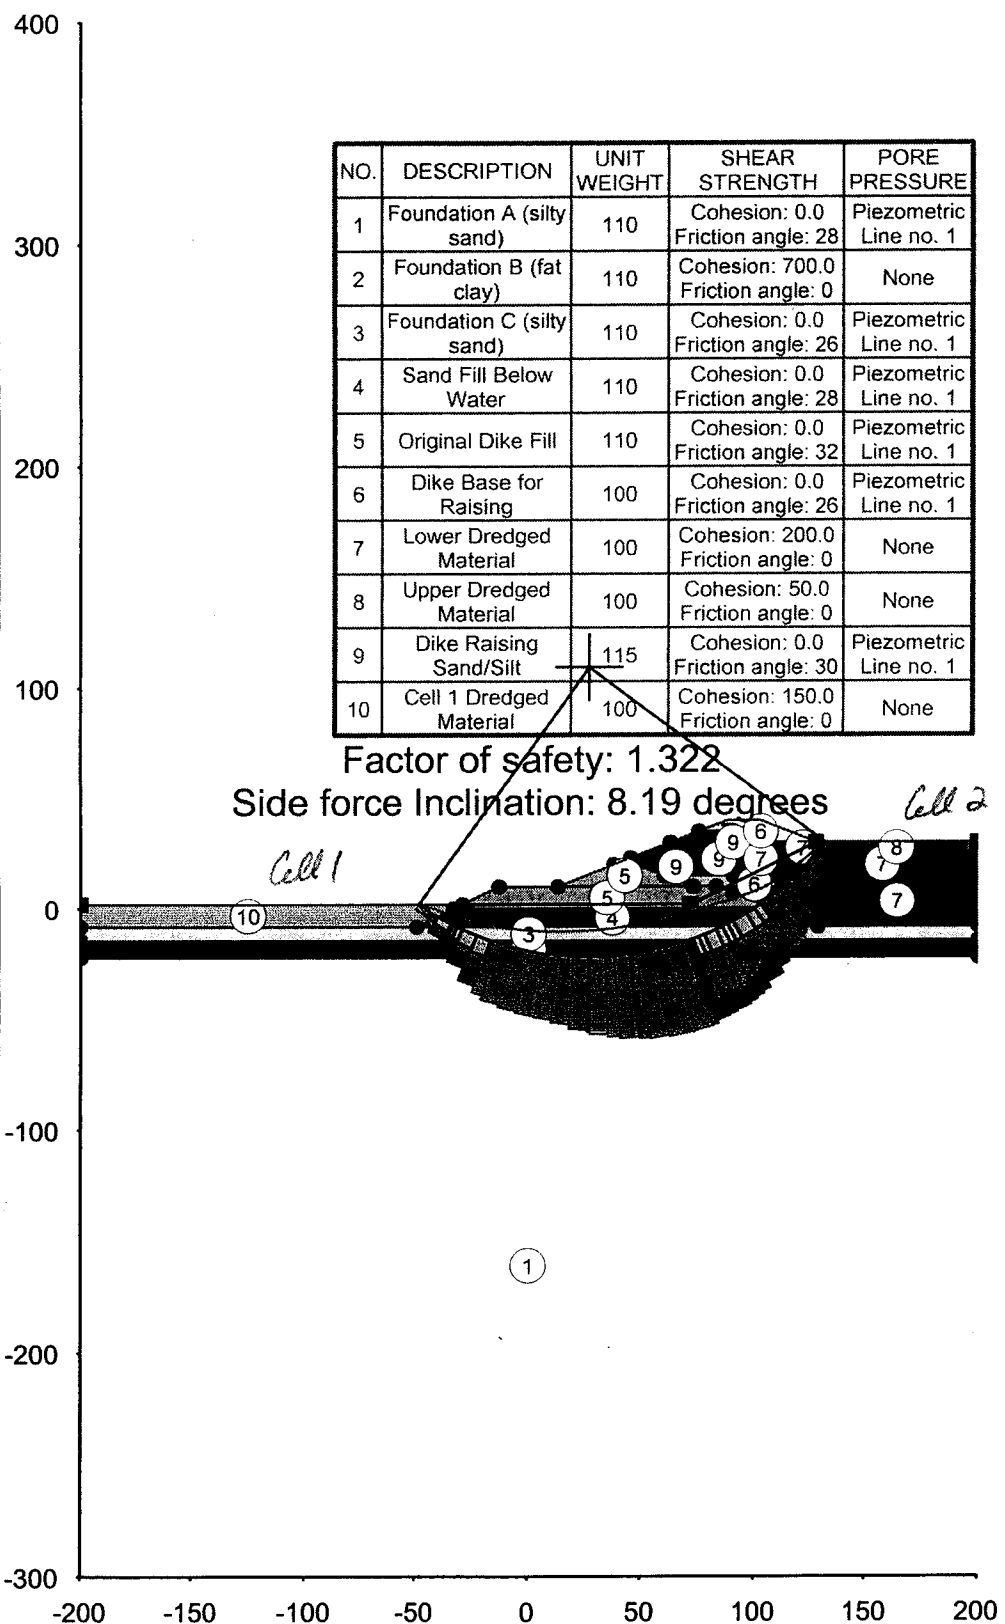 400
300
200
100
0
-100
-200
-300
-200 -150 -100 -50 0 50 100 150 200
NO. DESCRIPTION UNIT WEIGHT SHEAR STRENGTH PORE PRESSURE
1 Foundation A (silty sand) 110 Cohesion: 0.0 Friction angle: 28 Piezometric Line no. 1
2 Foundation B (fat clay) 110 Cohesion: 700.0 Friction angle: 0 None
3 Foundation C (silty sand) 110 Cohesion: 0.0 Friction angle: 26 Piezometric Line no. 1
4 Sand Fill Below Water 110 Cohesion: 0.0 Friction angle: 28 Piezometric Line no. 1
5 Original Dike Fill 110 Cohesion: 0.0 Friction angle: 32 Piezometric Line no. 1
6 Dike Base for Raising 100 Cohesion: 0.0 Friction angle: 26 Piezometric Line no. 1
7 Lower Dredged Material 100 Cohesion: 200.0 Friction angle: 0 None
8 Upper Dredged Material 100 Cohesion: 50.0 Friction angle: 0 None
9 Dike Raising Sand/Silt 115 Cohesion: 0.0 Friction angle: 30 Piezometric Line no. 1
10 Cell 1 Dredged Material 100 Cohesion: 150.0 Friction angle: 0 None
Factor of safety: 1.322
Side force Inclination: 8.19 degrees
Cell 2
Cell 1
6
9
7
8
9
9
7
7
5
6
5
7
10
4
3
1